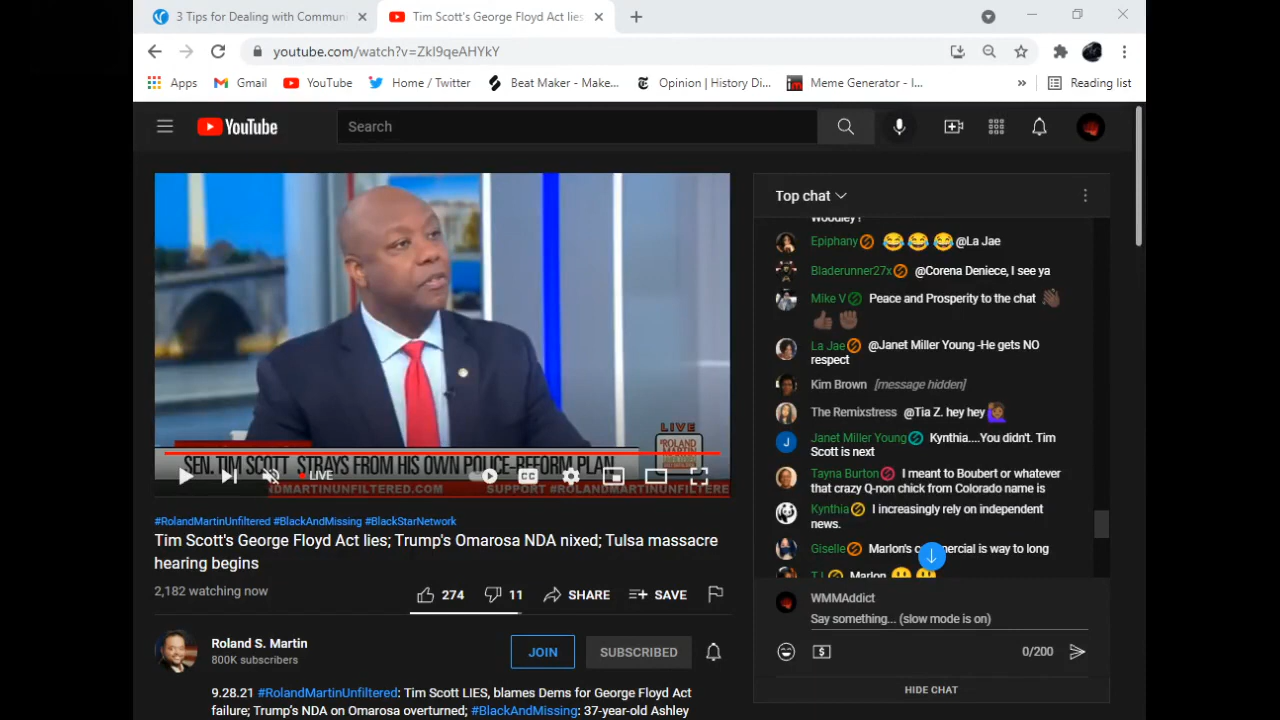 3 Tips for Dealing with Commun
Tim Scott's George Floyd Act lies
youtube.com/watch?v=ZkI9qeAHYkY
Apps
Gmail
YouTube
Home / Twitter
Beat Maker - Make...
Opinion | History Di...
Meme Generator - I...
»
Reading list
YouTube
Search
LIVE
ROLAND
MARTIN
SEN. TIM SCOTT STRAYS FROM HIS OWN POLICE-REFORM PLAN
LIVE
CC
NDMARTINUNFILTERED.COM SUPPORT #ROLANDMARTINUNFILTERE
#RolandMartinUnfiltered #BlackAndMissing #BlackStarNetwork
Tim Scott's George Floyd Act lies; Trump's Omarosa NDA nixed; Tulsa massacre
hearing begins
2,182 watching now
274
11
SHARE
SAVE
Roland S. Martin
800K subscribers
JOIN
SUBSCRIBED
9.28.21 #RolandMartinUnfiltered: Tim Scott LIES, blames Dems for George Floyd Act
failure; Trump's NDA on Omarosa overturned; #BlackAndMissing: 37-year-old Ashley
Top chat
Woodley !
Epiphany 😂😂😂@La Jae
Bladerunner27x @Corena Deniece, I see ya
Mike V Peace and Prosperity to the chat
La Jae @Janet Miller Young -He gets NO
respect
Kim Brown [message hidden]
The Remixstress @Tia Z. hey hey
J
Janet Miller Young Kynthia....You didn't. Tim
Scott is next
Tayna Burton I meant to Boubert or whatever
that crazy Q-non chick from Colorado name is
Kynthia I increasingly rely on independent
news.
Giselle Marlon's commercial is way to long
T J Marlon
WMMAddict
Say something... (slow mode is on)
0/200
HIDE CHAT